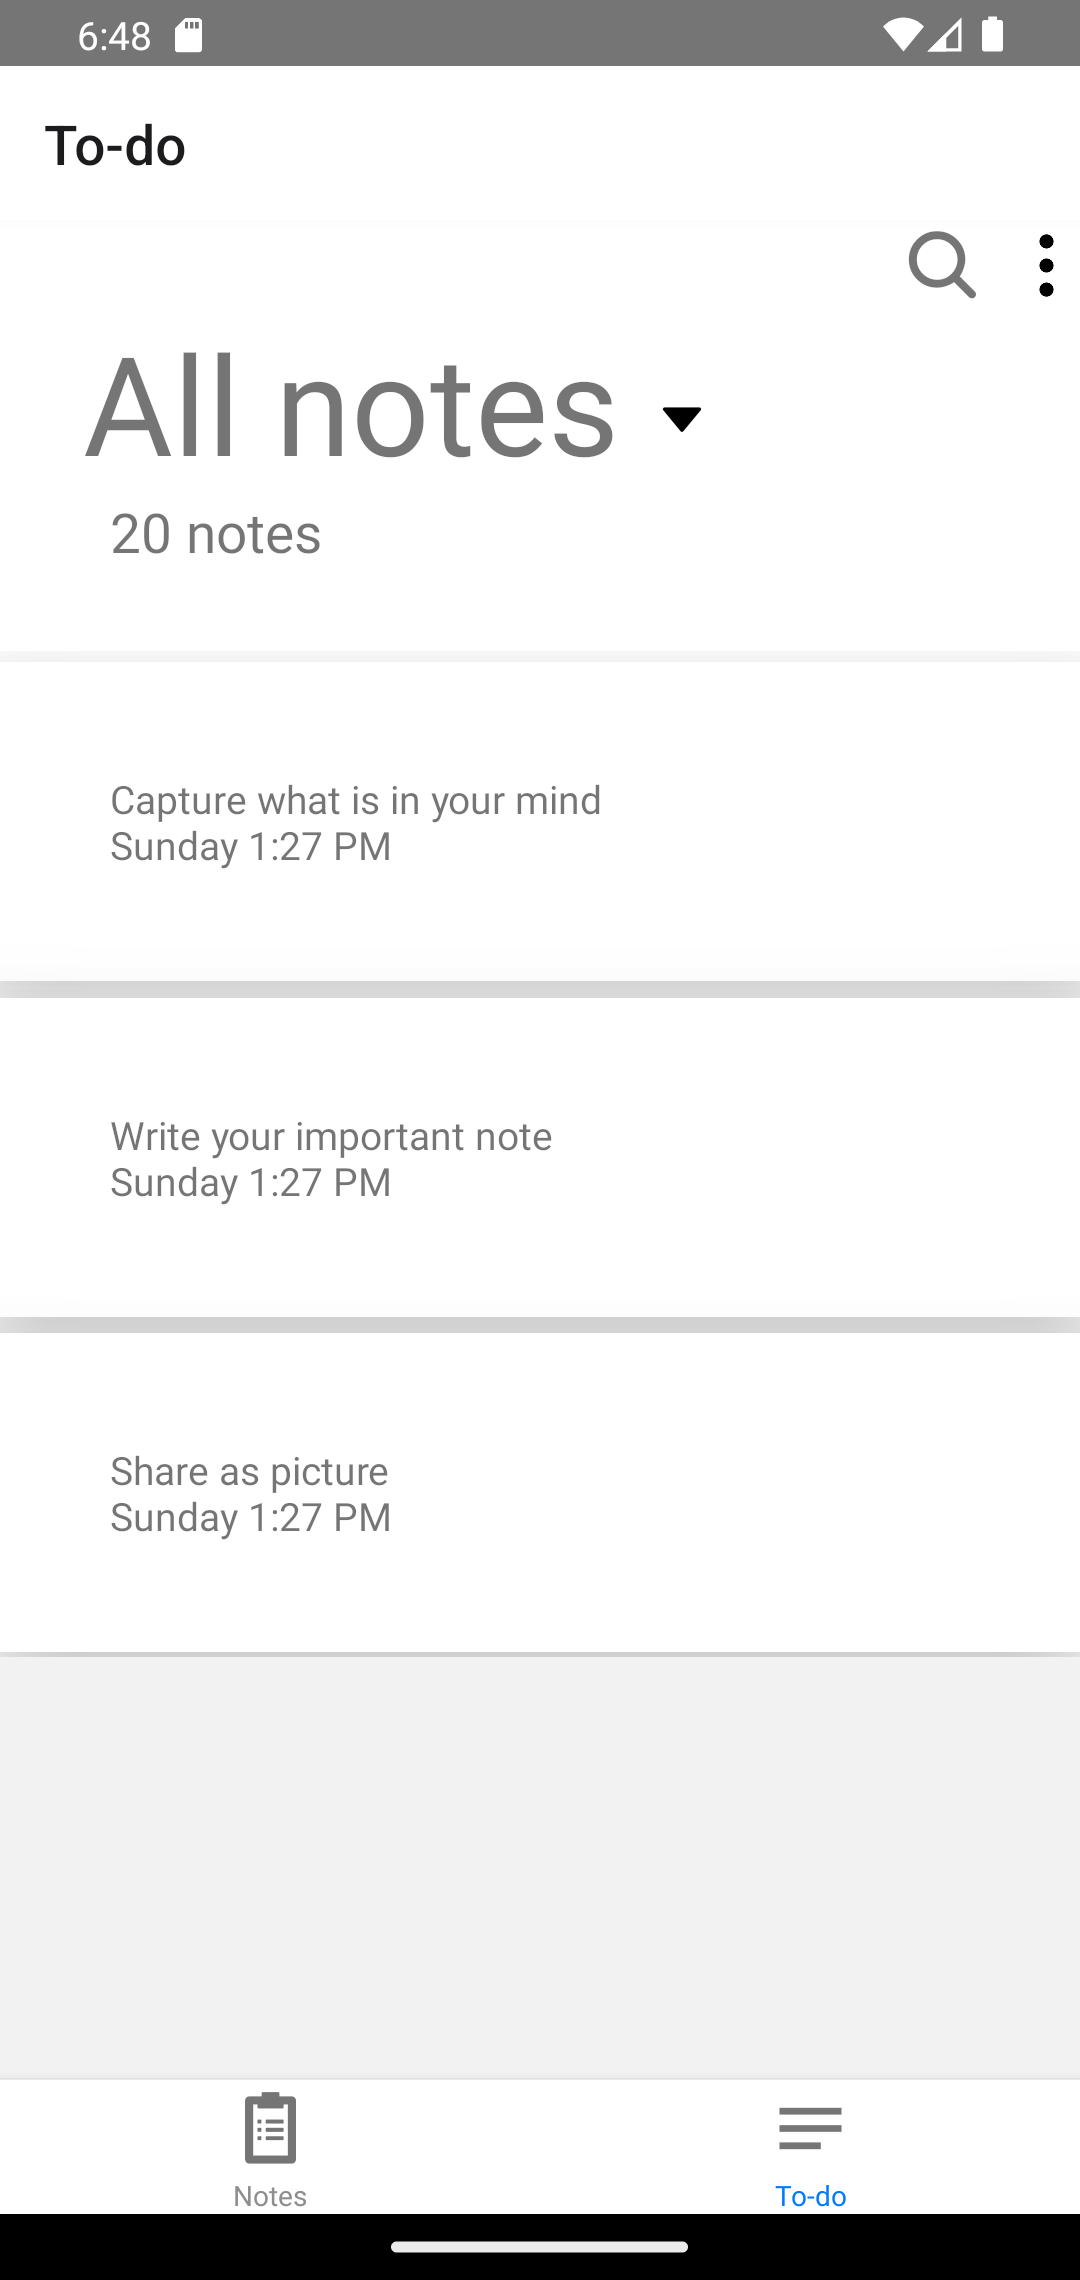 6:48
To-do
All notes
20 notes
Capture what is in your mind
Sunday 1:27 PM
Write your important note
Sunday 1:27 PM
Share as picture
Sunday 1:27 PM
Notes
To-do